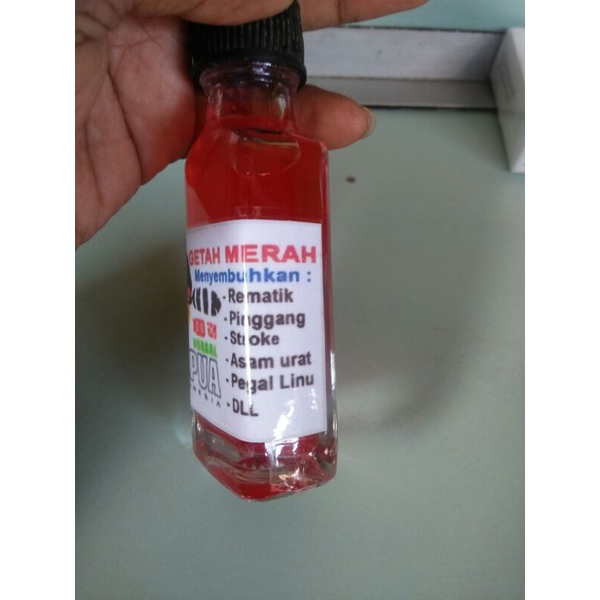 GETAH MERAH
Menyembuhkan :
- Rematik
- Pinggang
- Stroke
- Asam urat
- Pegal Linu
- DLL
PUA